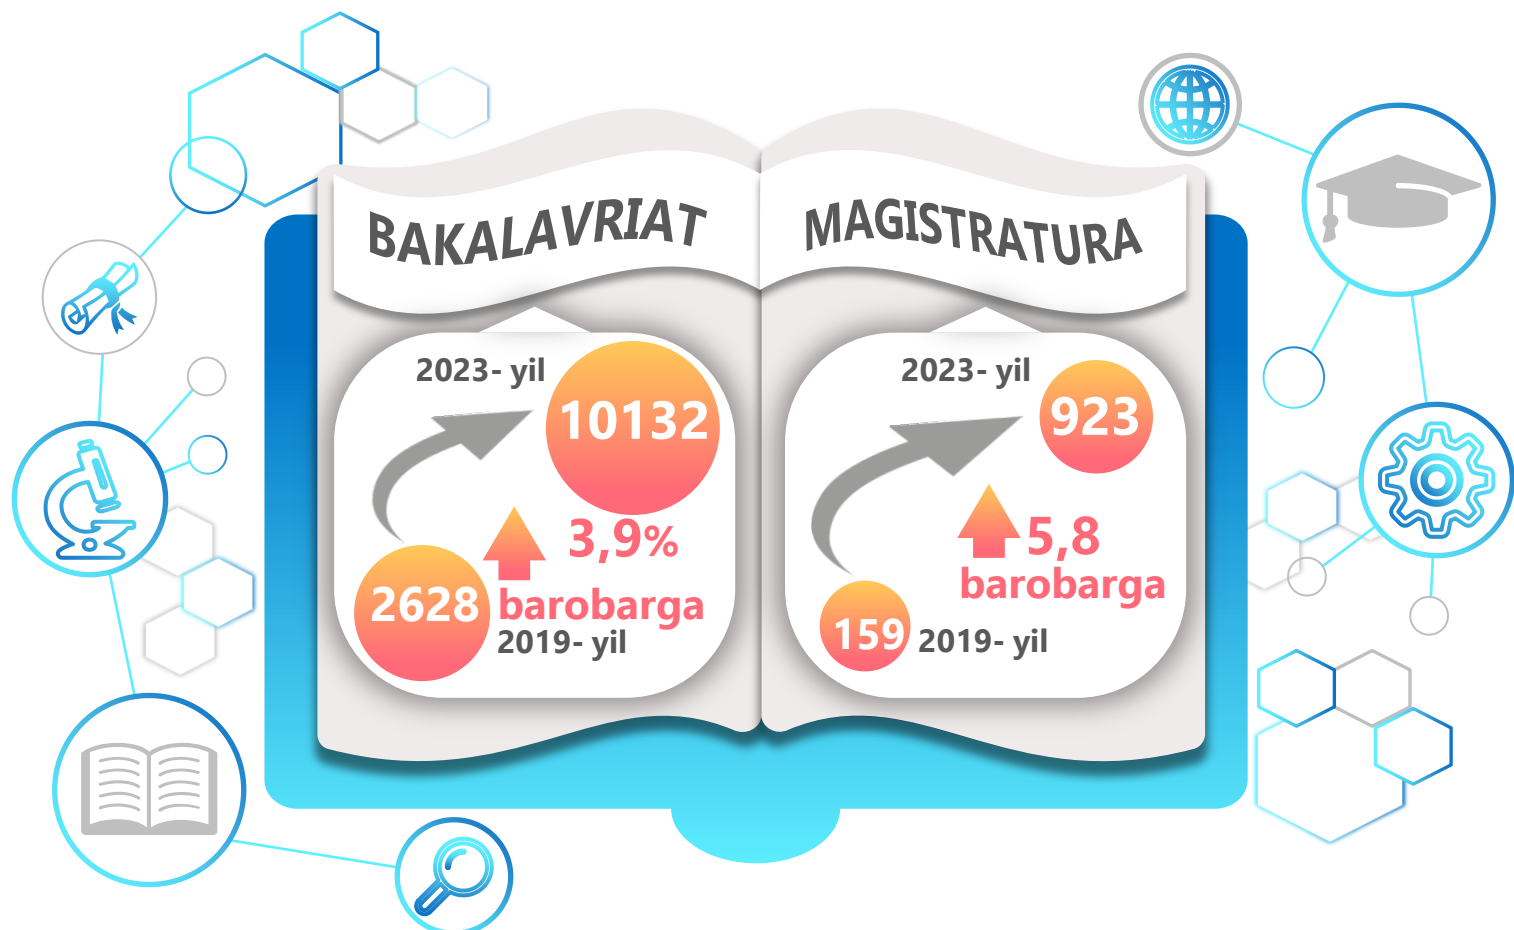 BAKALAVRIAT
2023- yil
10132
3,9%
barobarga
2628
2019- yil
MAGISTRATURA
2023- yil
923
5,8
barobarga
159
2019- yil